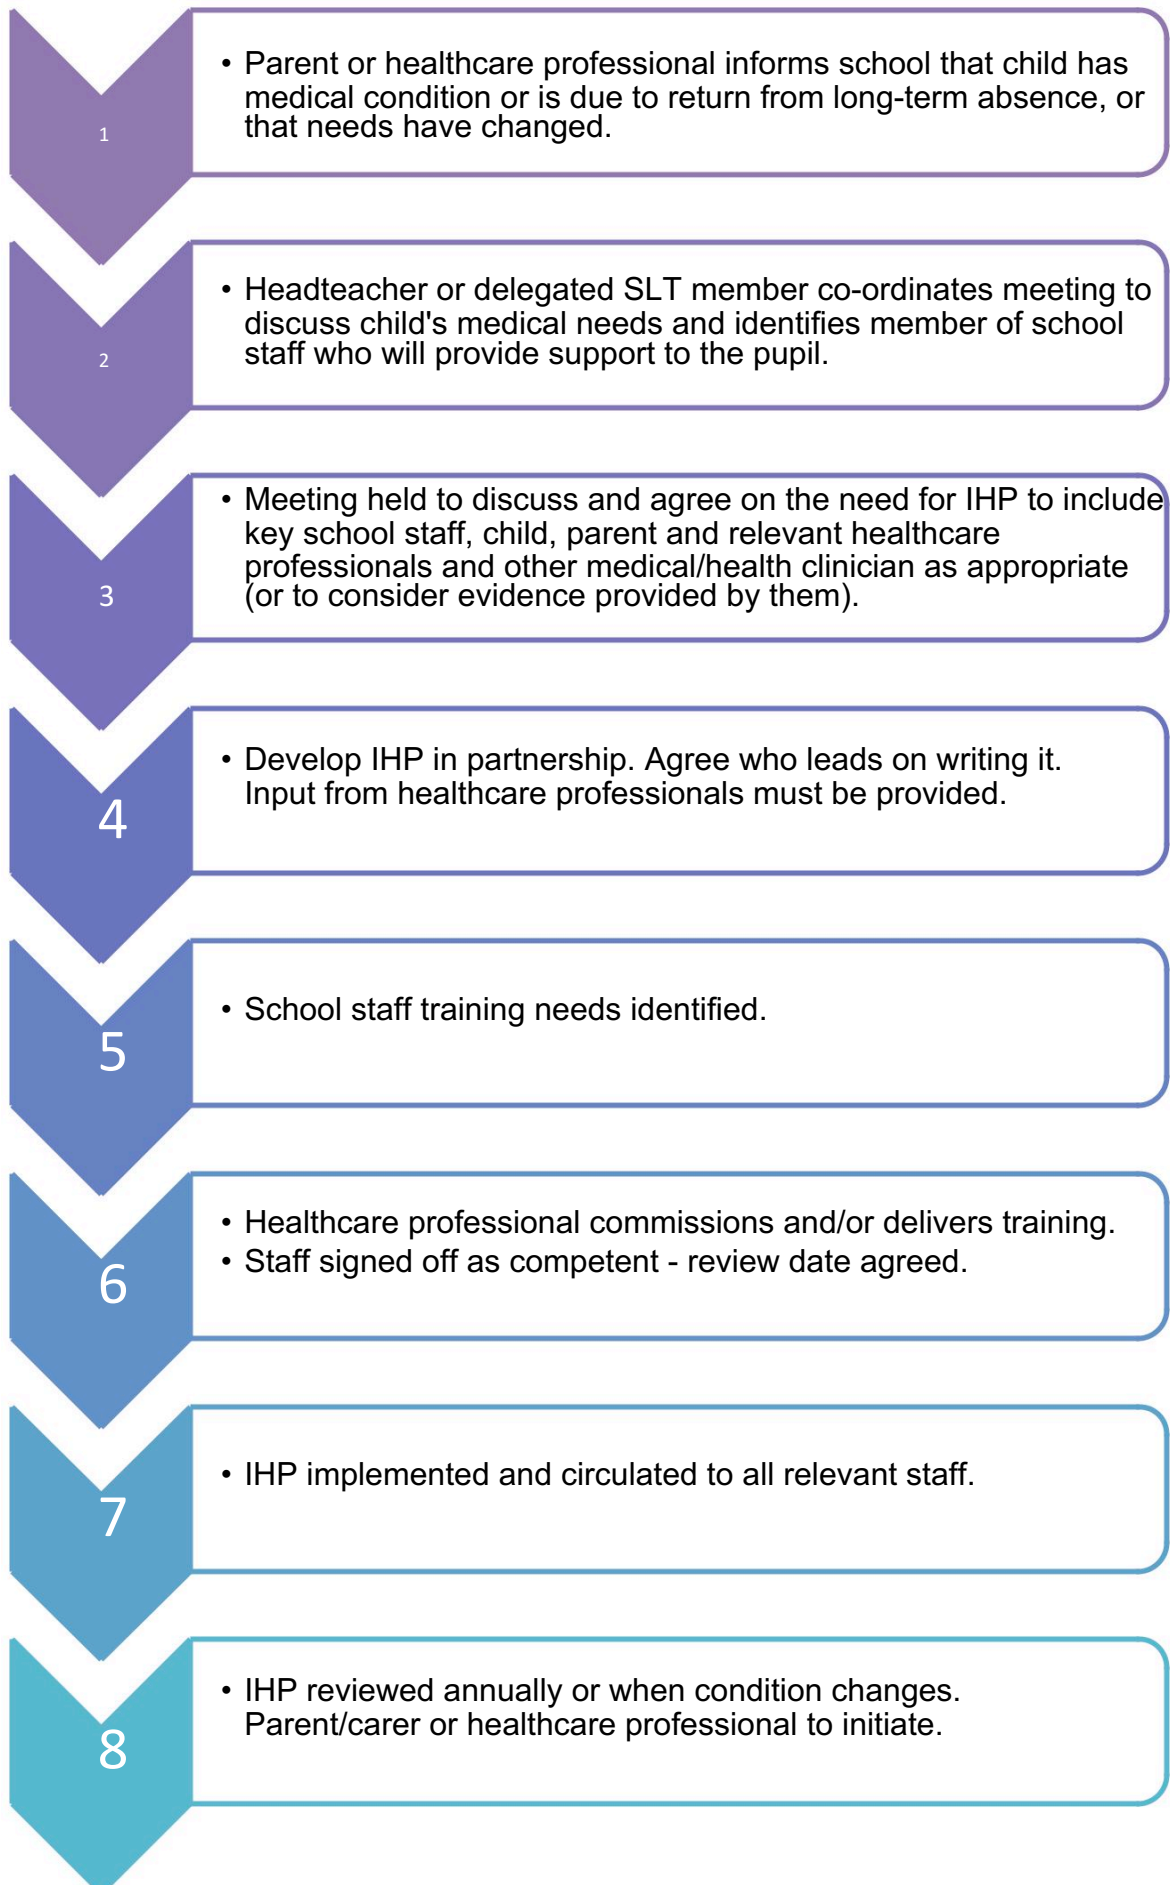 1
• Parent or healthcare professional informs school that child has
medical condition or is due to return from long-term absence, or
that needs have changed.
2
• Headteacher or delegated SLT member co-ordinates meeting to
discuss child's medical needs and identifies member of school
staff who will provide support to the pupil.
3
• Meeting held to discuss and agree on the need for IHP to include
key school staff, child, parent and relevant healthcare
professionals and other medical/health clinician as appropriate
(or to consider evidence provided by them).
4
• Develop IHP in partnership. Agree who leads on writing it.
Input from healthcare professionals must be provided.
5
• School staff training needs identified.
6
• Healthcare professional commissions and/or delivers training.
• Staff signed off as competent - review date agreed.
7
• IHP implemented and circulated to all relevant staff.
8
• IHP reviewed annually or when condition changes.
Parent/carer or healthcare professional to initiate.